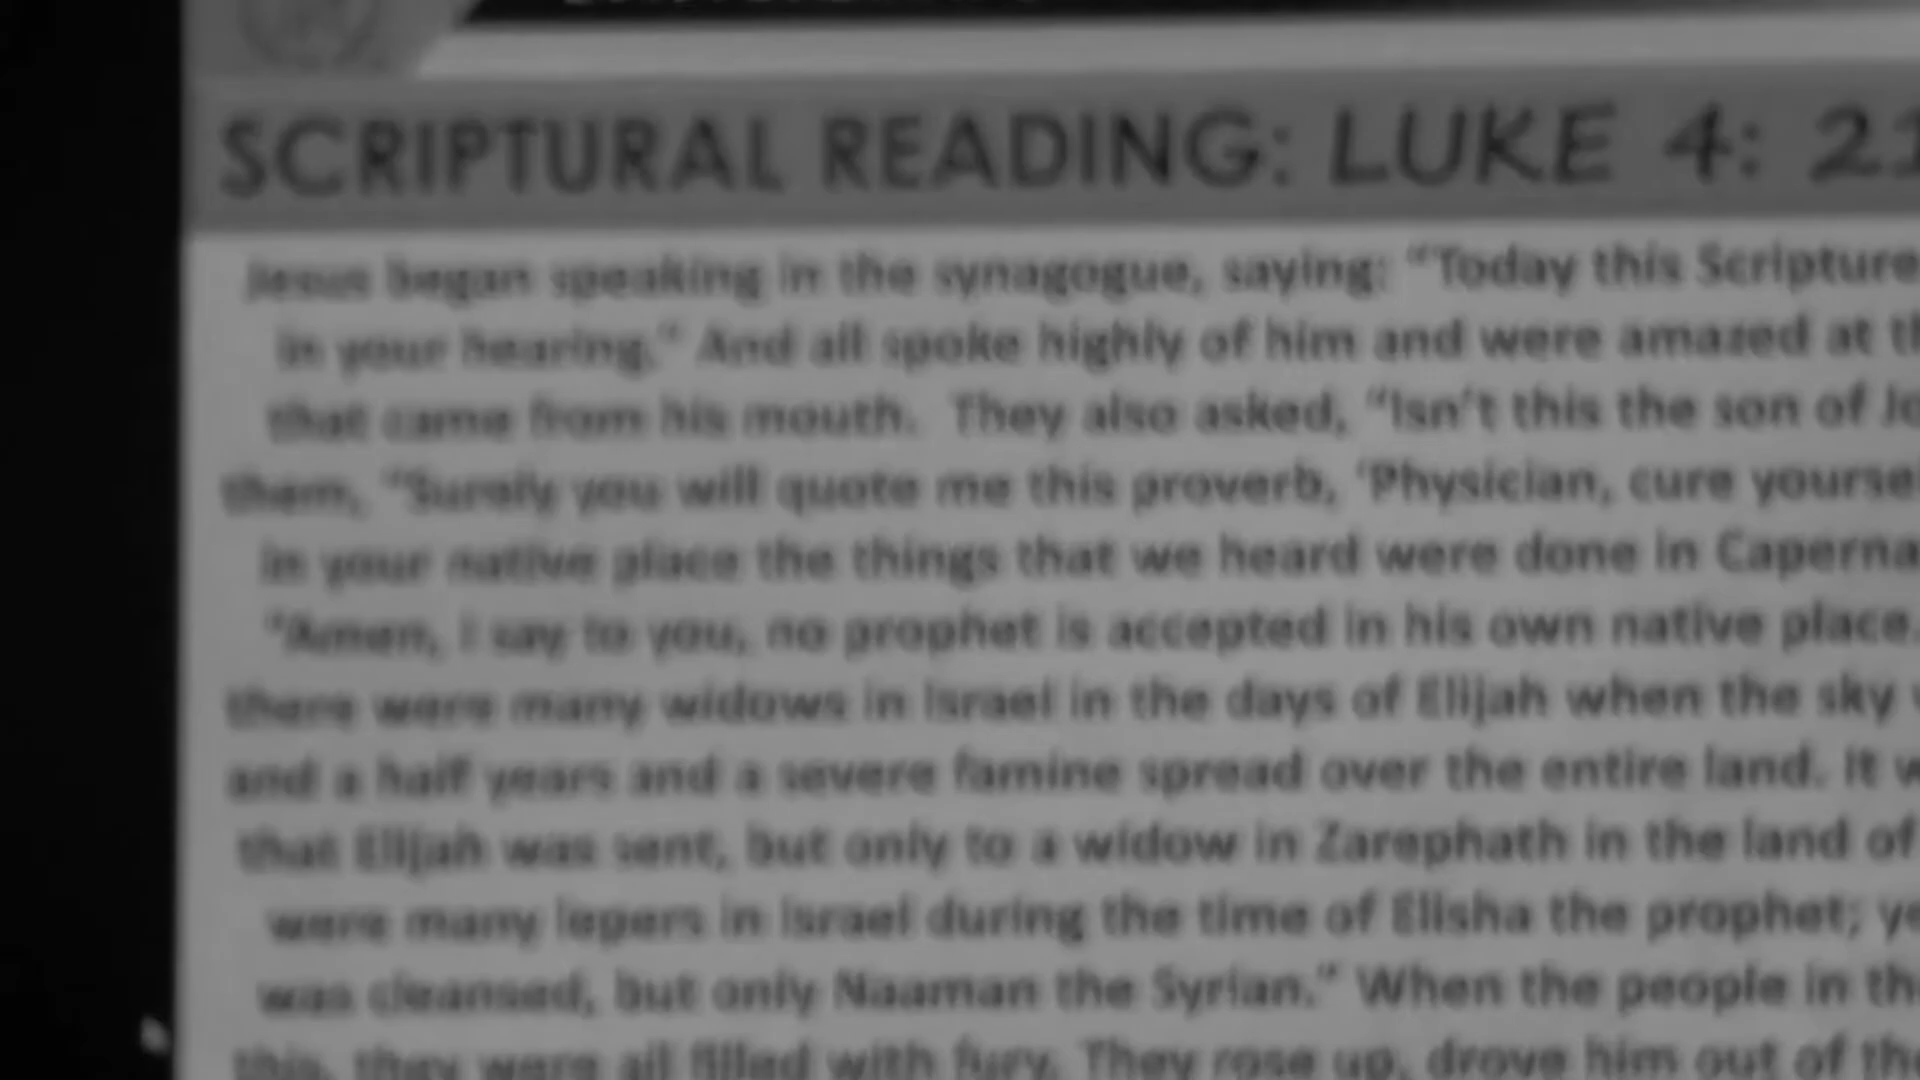 SCRIPTURAL READING: LUKE 4: 21
Jesus began speaking in the synagogue, saying: “Today this Scripture
in your hearing.” And all spoke highly of him and were amazed at th
that came from his mouth. They also asked, “Isn’t this the son of Jo
them, “Surely you will quote me this proverb, ‘Physician, cure yoursel
in your native place the things that we heard were done in Caperna
“Amen, I say to you, no prophet is accepted in his own native place.
there were many widows in Israel in the days of Elijah when the sky
and a half years and a severe famine spread over the entire land. It w
that Elijah was sent, but only to a widow in Zarephath in the land of
were many lepers in Israel during the time of Elisha the prophet; ye
was cleansed, but only Naaman the Syrian.” When the people in th
this, they were all filled with fury. They rose up, drove him out of the